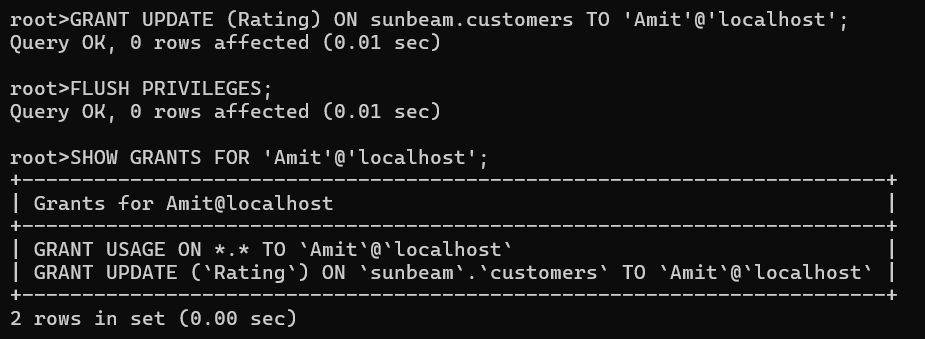 root>GRANT UPDATE (Rating) ON sunbeam.customers TO 'Amit'@'localhost';
Query OK, 0 rows affected (0.01 sec)
root>FLUSH PRIVILEGES;
Query OK, 0 rows affected (0.01 sec)
root>SHOW GRANTS FOR 'Amit'@'localhost';
+------------------------------------------------------------------------+
| Grants for Amit@localhost                                              |
+------------------------------------------------------------------------+
| GRANT USAGE ON *.* TO `Amit`@`localhost`                               |
| GRANT UPDATE (`Rating`) ON `sunbeam`.`customers` TO `Amit`@`localhost` |
+------------------------------------------------------------------------+
2 rows in set (0.00 sec)